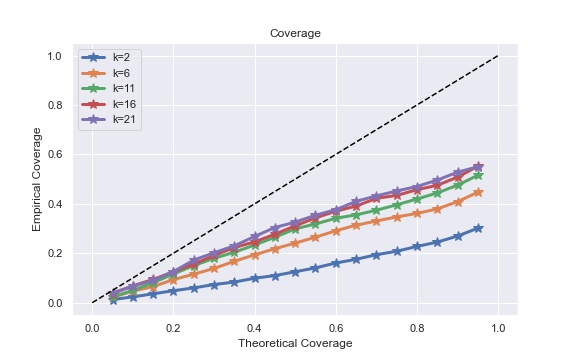 Coverage
1.0
0.8
0.6
0.4
0.2
0.0
Empirical Coverage
k=2
k=6
k=11
k=16
k=21
0.0 0.2 0.4 0.6 0.8 1.0
Theoretical Coverage